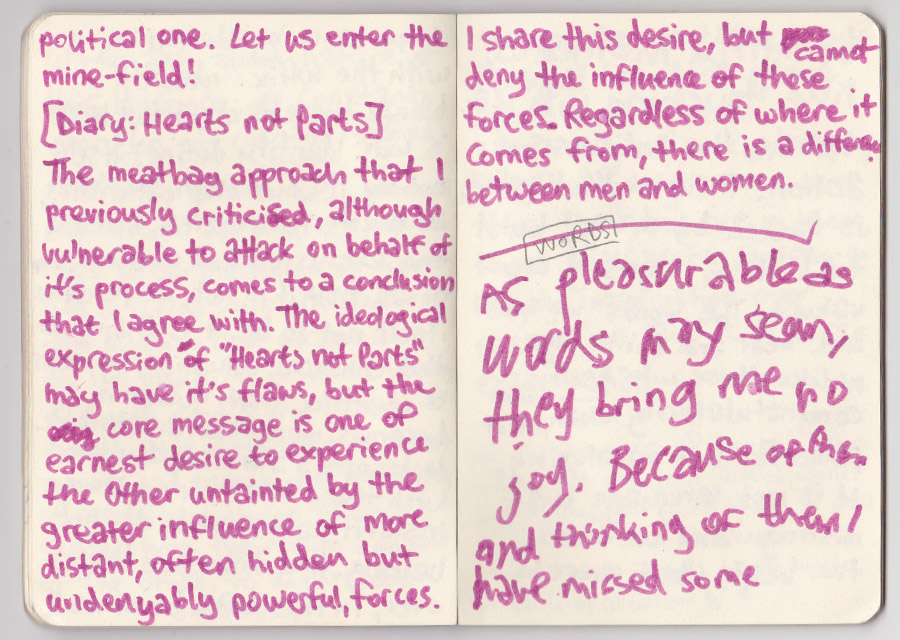 political one. Let us enter the
mine-field!
[Diary: Hearts not Parts]
The meatbag approach that I
previously criticised, although
vulnerable to attack on behalf of
it's process, comes to a conclusion
that I agree with. The ideological
expression of "Hearts not Parts"
may have it's flaws, but the
core message is one of
earnest desire to experience
the Other untainted by the
greater influence of more
distant, often hidden but
undenyably powerful, forces.
I share this desire, but cannot
deny the influence of these
forces. Regardless of where it
comes from, there is a difference
between men and women.
WORDS
As pleasurable as
words may seem,
they bring me no
joy. Because of them
and thinking of them I
have missed some